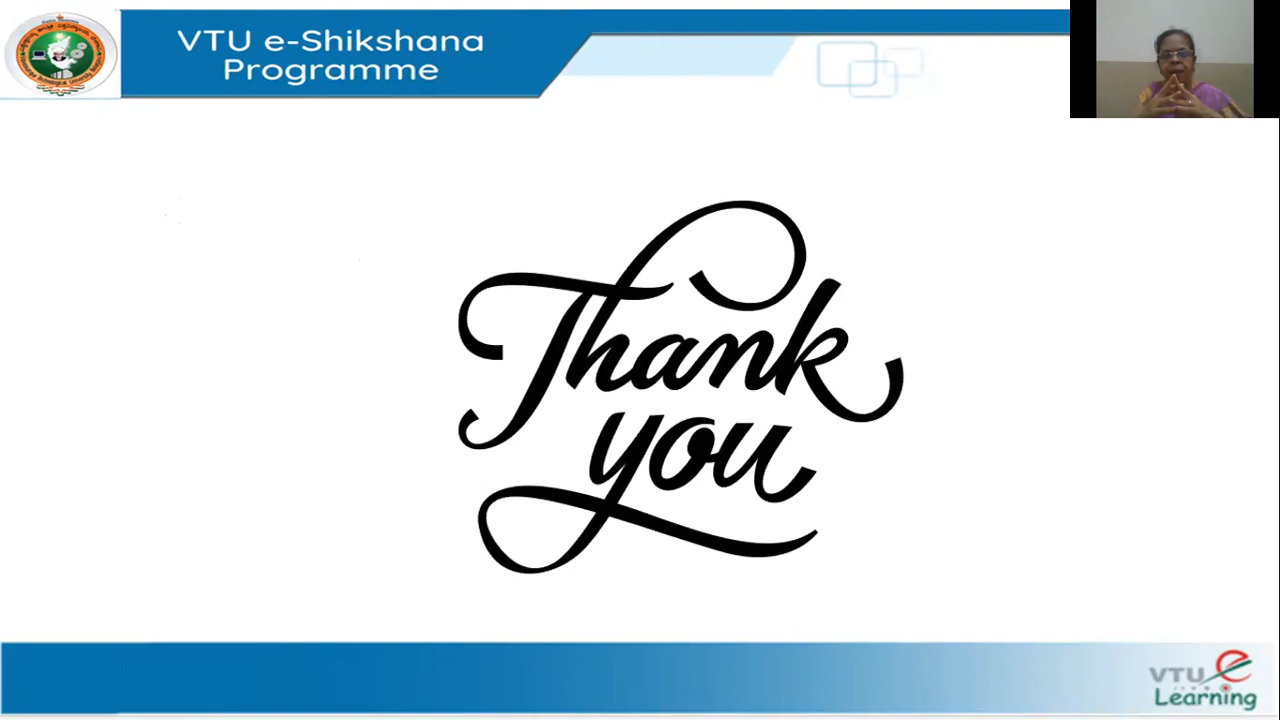 VTU e-Shikshana
Programme
Thank
you
VTU e
Learning